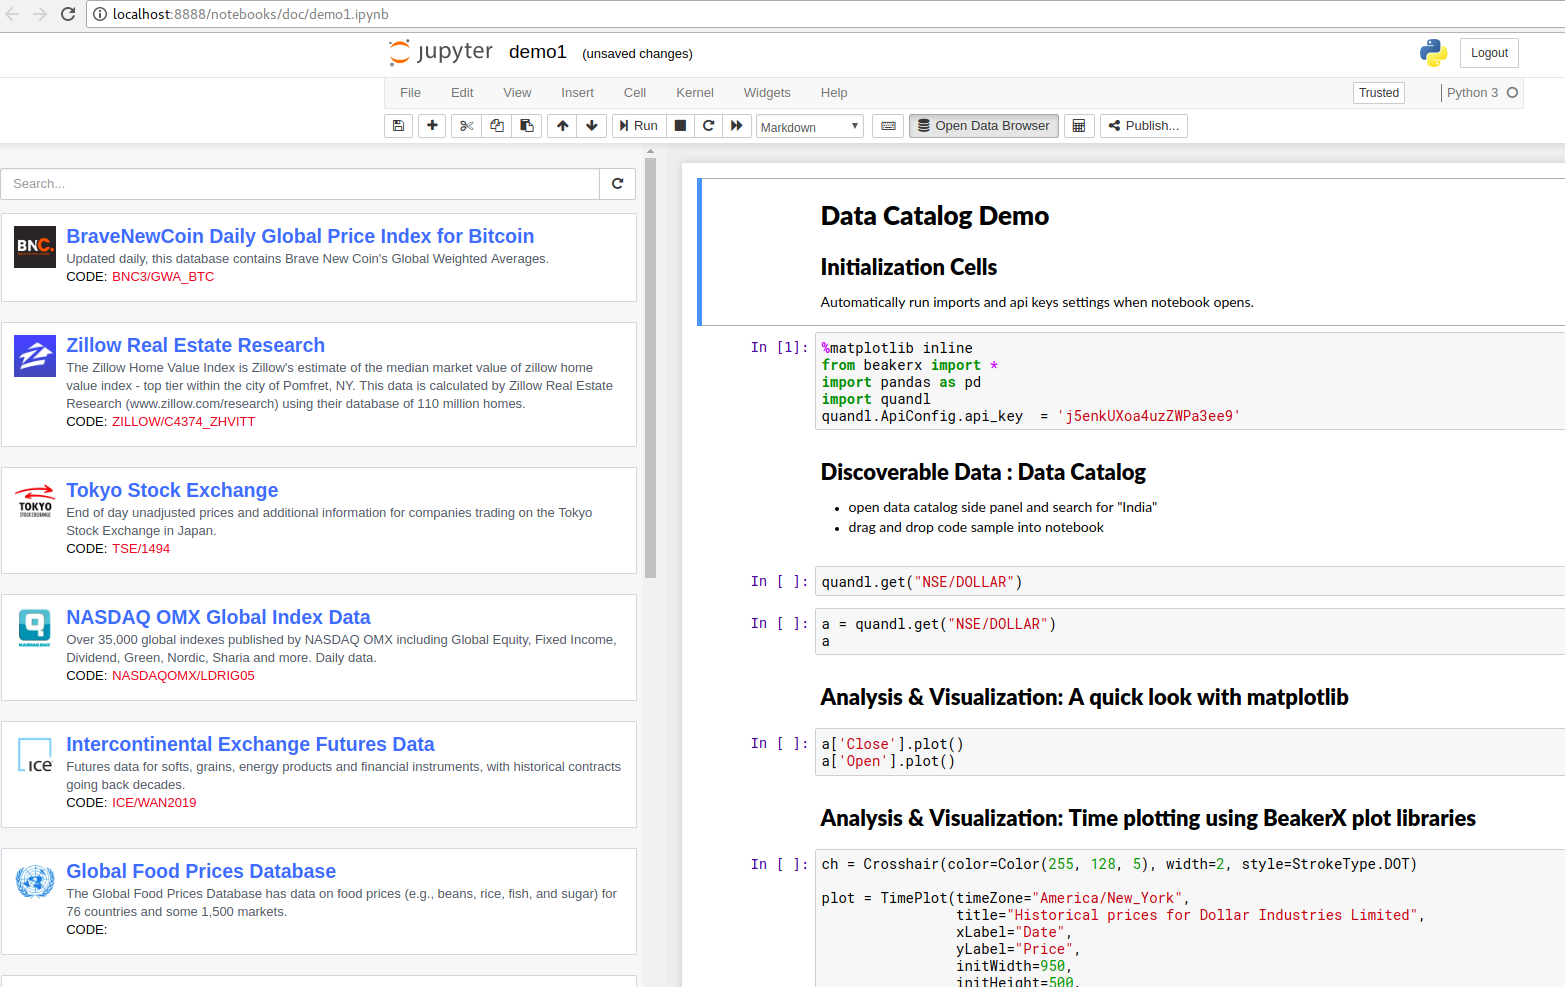 localhost:8888/notebooks/doc/demo1.ipynb
jupyter demo1 (unsaved changes)
Logout
File Edit View Insert Cell Kernel Widgets Help
Trusted
Python 3
Run
Markdown
Open Data Browser
Publish...
Search...
BNC.
BraveNewCoin Daily Global Price Index for Bitcoin
Updated daily, this database contains Brave New Coin's Global Weighted Averages.
CODE: BNC3/GWA_BTC
Zillow Real Estate Research
The Zillow Home Value Index is Zillow's estimate of the median market value of zillow home
value index - top tier within the city of Pomfret, NY. This data is calculated by Zillow Real Estate
Research (www.zillow.com/research) using their database of 110 million homes.
CODE: ZILLOW/C4374_ZHVITT
TOKYO
STOCK EXCHANGE
Tokyo Stock Exchange
End of day unadjusted prices and additional information for companies trading on the Tokyo
Stock Exchange in Japan.
CODE: TSE/1494
NASDAQ OMX Global Index Data
Over 35,000 global indexes published by NASDAQ OMX including Global Equity, Fixed Income,
Dividend, Green, Nordic, Sharia and more. Daily data.
CODE: NASDAQOMX/LDRIG05
ice
Intercontinental Exchange Futures Data
Futures data for softs, grains, energy products and financial instruments, with historical contracts
going back decades.
CODE: ICE/WAN2019
Global Food Prices Database
The Global Food Prices Database has data on food prices (e.g., beans, rice, fish, and sugar) for
76 countries and some 1,500 markets.
CODE:
Data Catalog Demo
Initialization Cells
Automatically run imports and api keys settings when notebook opens.
In [1]:
%matplotlib inline
from beakerx import *
import pandas as pd
import quandl
quandl.ApiConfig.api_key  = 'j5enkUXoa4uzZWPa3ee9'
Discoverable Data : Data Catalog
• open data catalog side panel and search for "India"
• drag and drop code sample into notebook
In [ ]:
quandl.get("NSE/DOLLAR")
In [ ]:
a = quandl.get("NSE/DOLLAR")
a
Analysis & Visualization: A quick look with matplotlib
In [ ]:
a['Close'].plot()
a['Open'].plot()
Analysis & Visualization: Time plotting using BeakerX plot libraries
In [ ]:
ch = Crosshair(color=Color(255, 128, 5), width=2, style=StrokeType.DOT)
plot = TimePlot(timeZone="America/New_York",
title="Historical prices for Dollar Industries Limited",
xLabel="Date",
yLabel="Price",
initWidth=950,
initHeight=500,